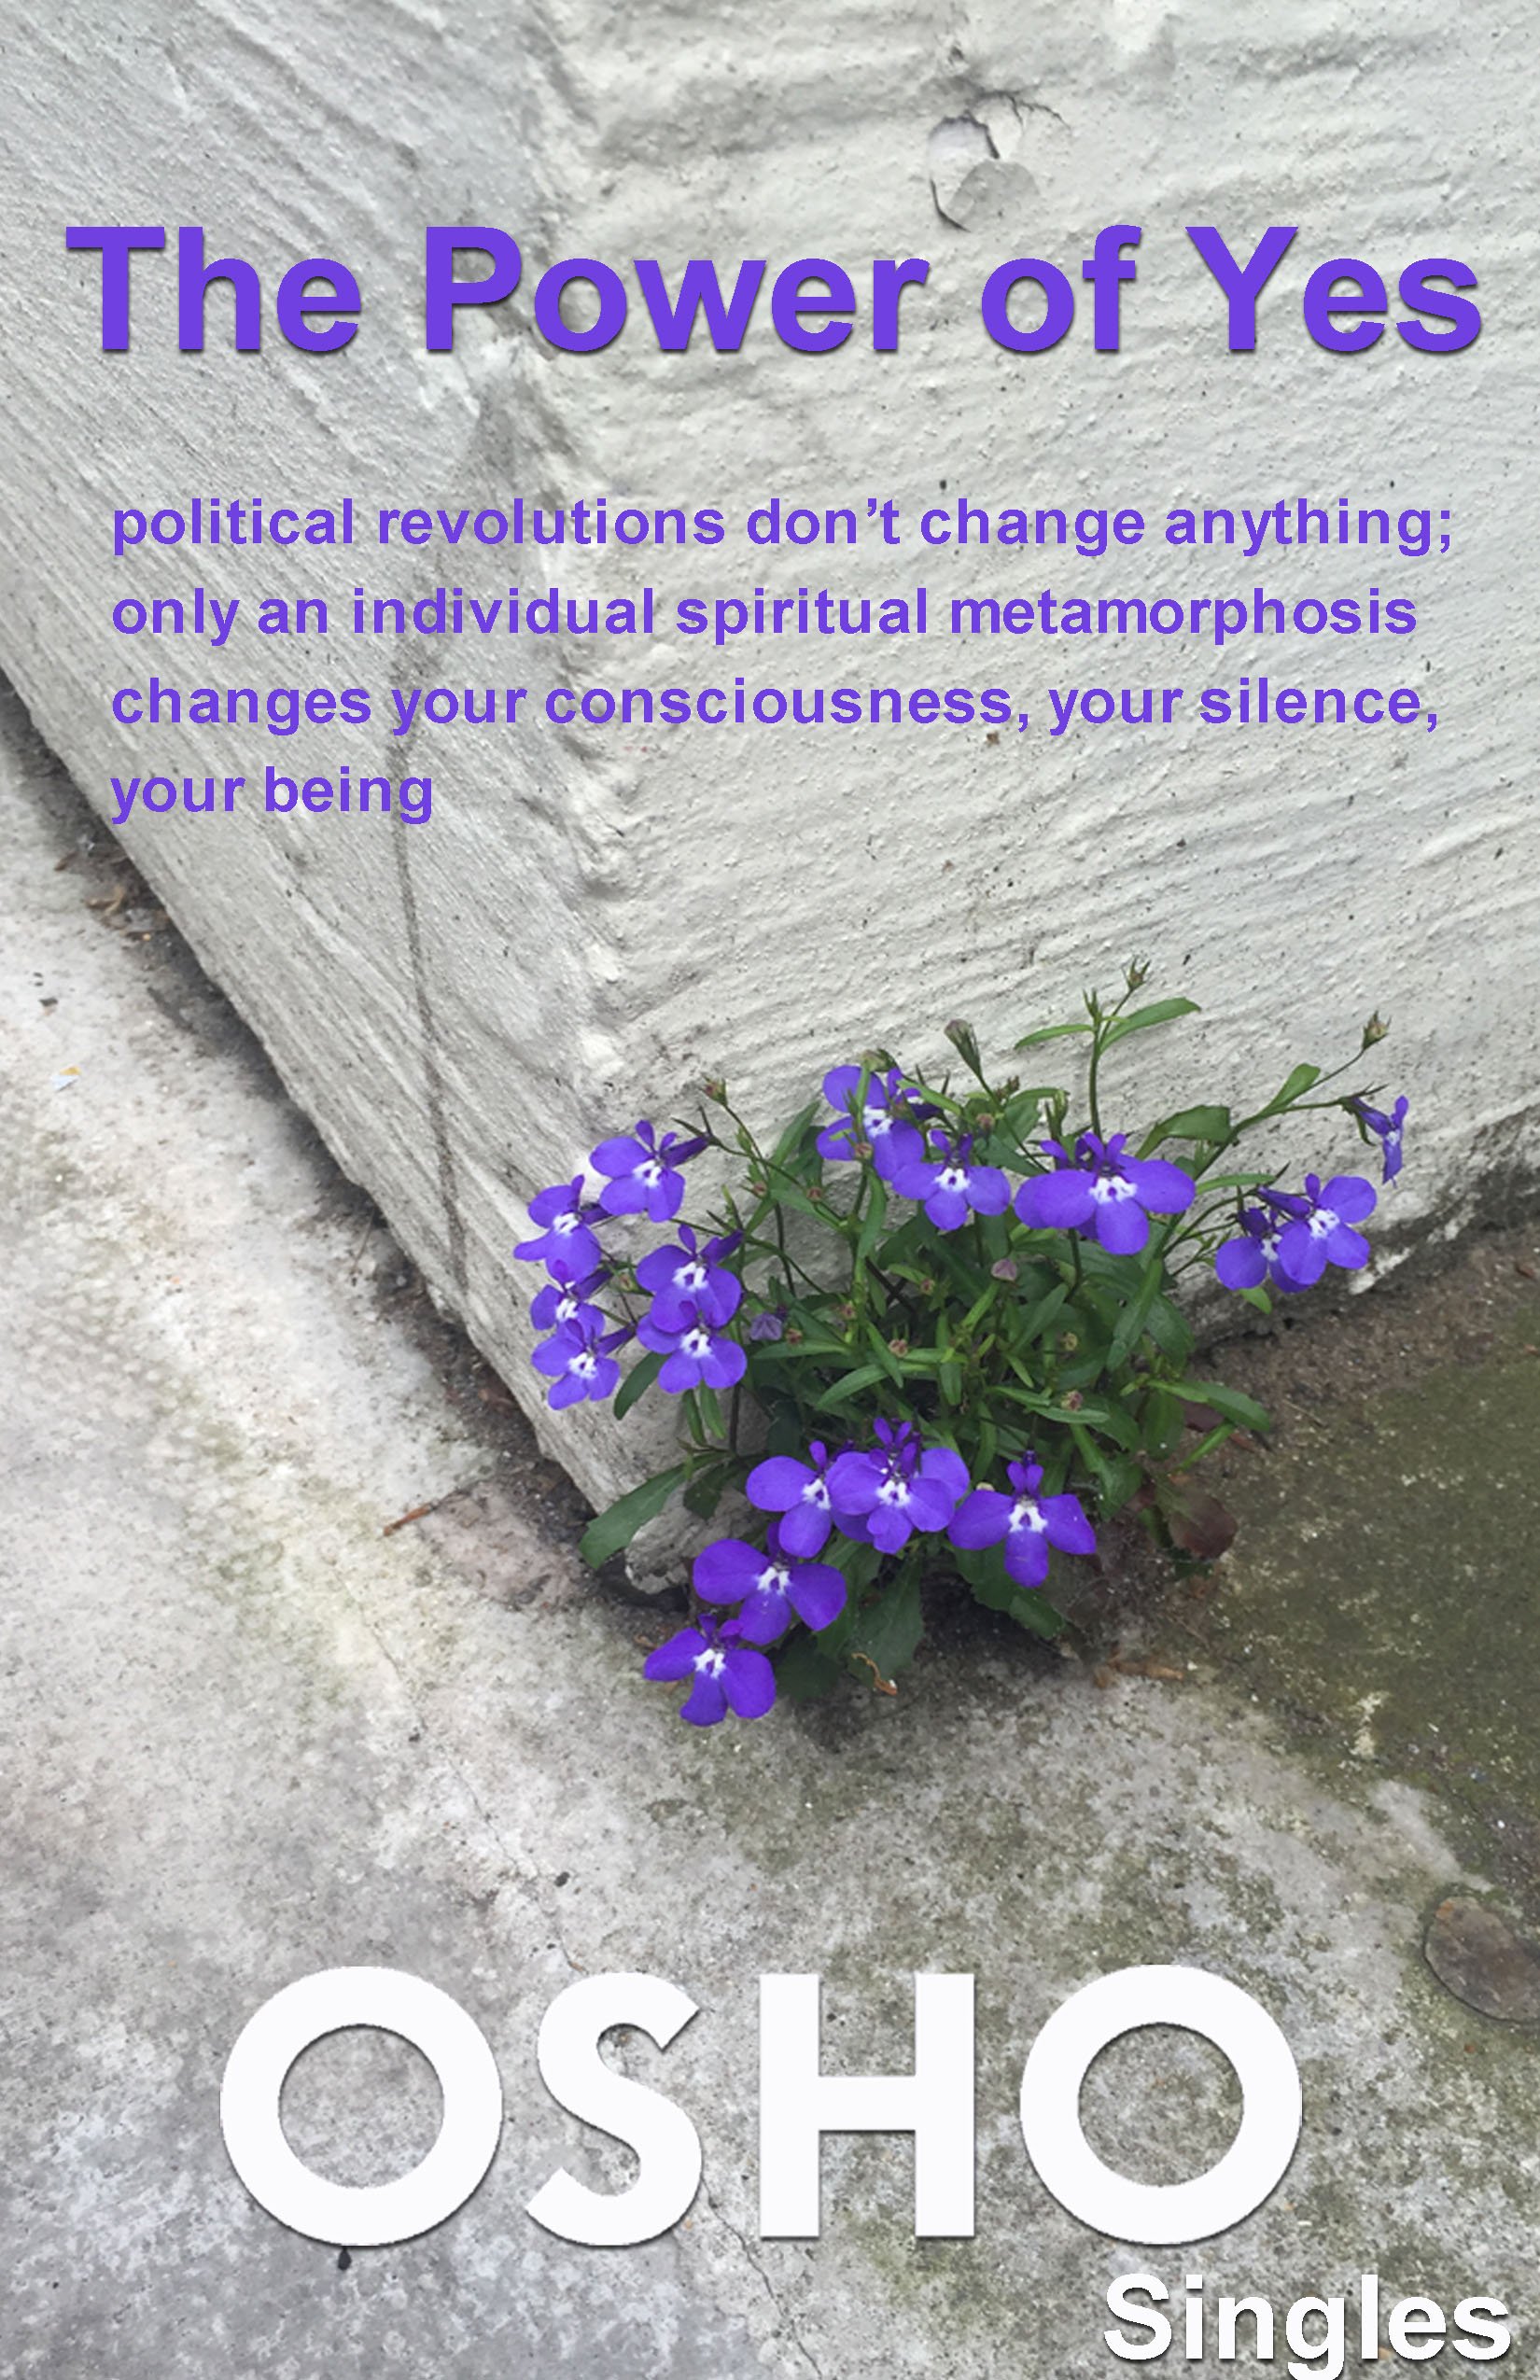 The Power of Yes
political revolutions don’t change anything;
only an individual spiritual metamorphosis
changes your consciousness, your silence,
your being
OSHO
Singles